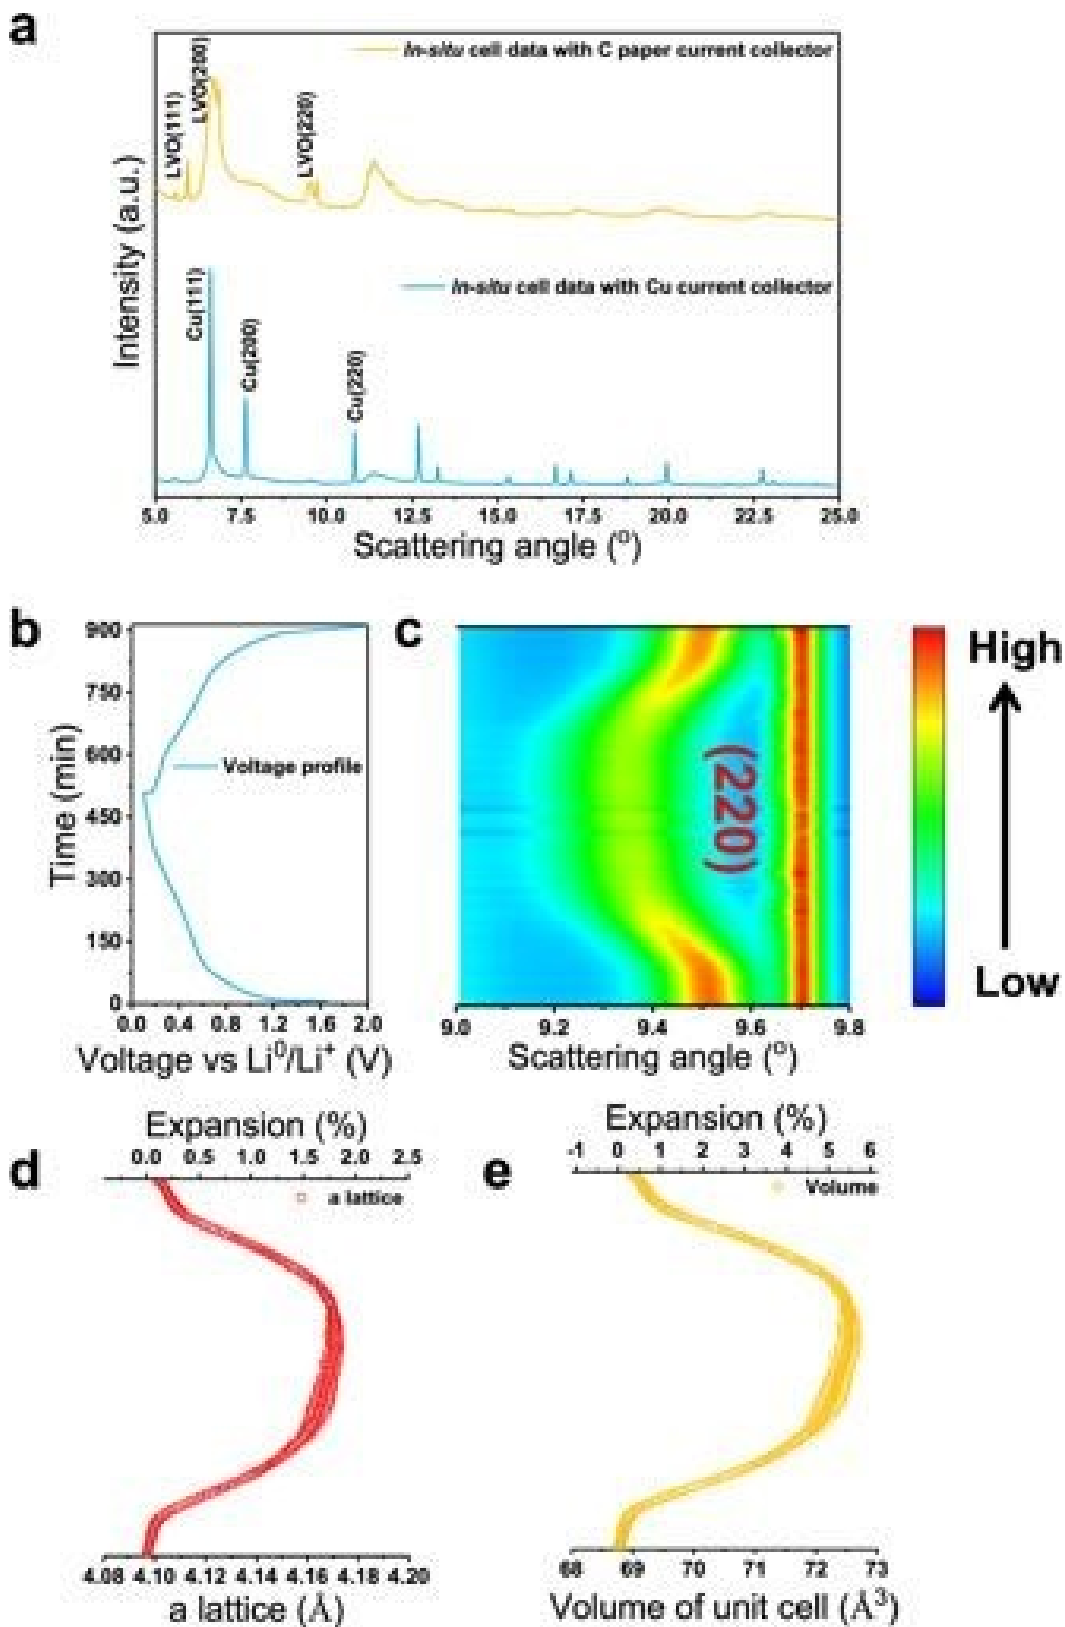 a
In-situ cell data with C paper current collector
LVO(111)
LVO(200)
LVO(220)
Intensity (a.u.)
In-situ cell data with Cu current collector
Cu(111)
Cu(200)
Cu(220)
5.0 7.5 10.0 12.5 15.0 17.5 20.0 22.5 25.0
Scattering angle (°)
b
900
750
600
450
300
150
0
Time (min)
Voltage profile
0.0 0.4 0.8 1.2 1.6 2.0
Voltage vs Li⁰/Li⁺ (V)
c
(220)
9.0 9.2 9.4 9.6 9.8
Scattering angle (°)
High
Low
d
Expansion (%)
0.0 0.5 1.0 1.5 2.0 2.5
a lattice
4.08 4.10 4.12 4.14 4.16 4.18 4.20
a lattice (Å)
e
Expansion (%)
-1 0 1 2 3 4 5 6
Volume
68 69 70 71 72 73
Volume of unit cell (Å³)